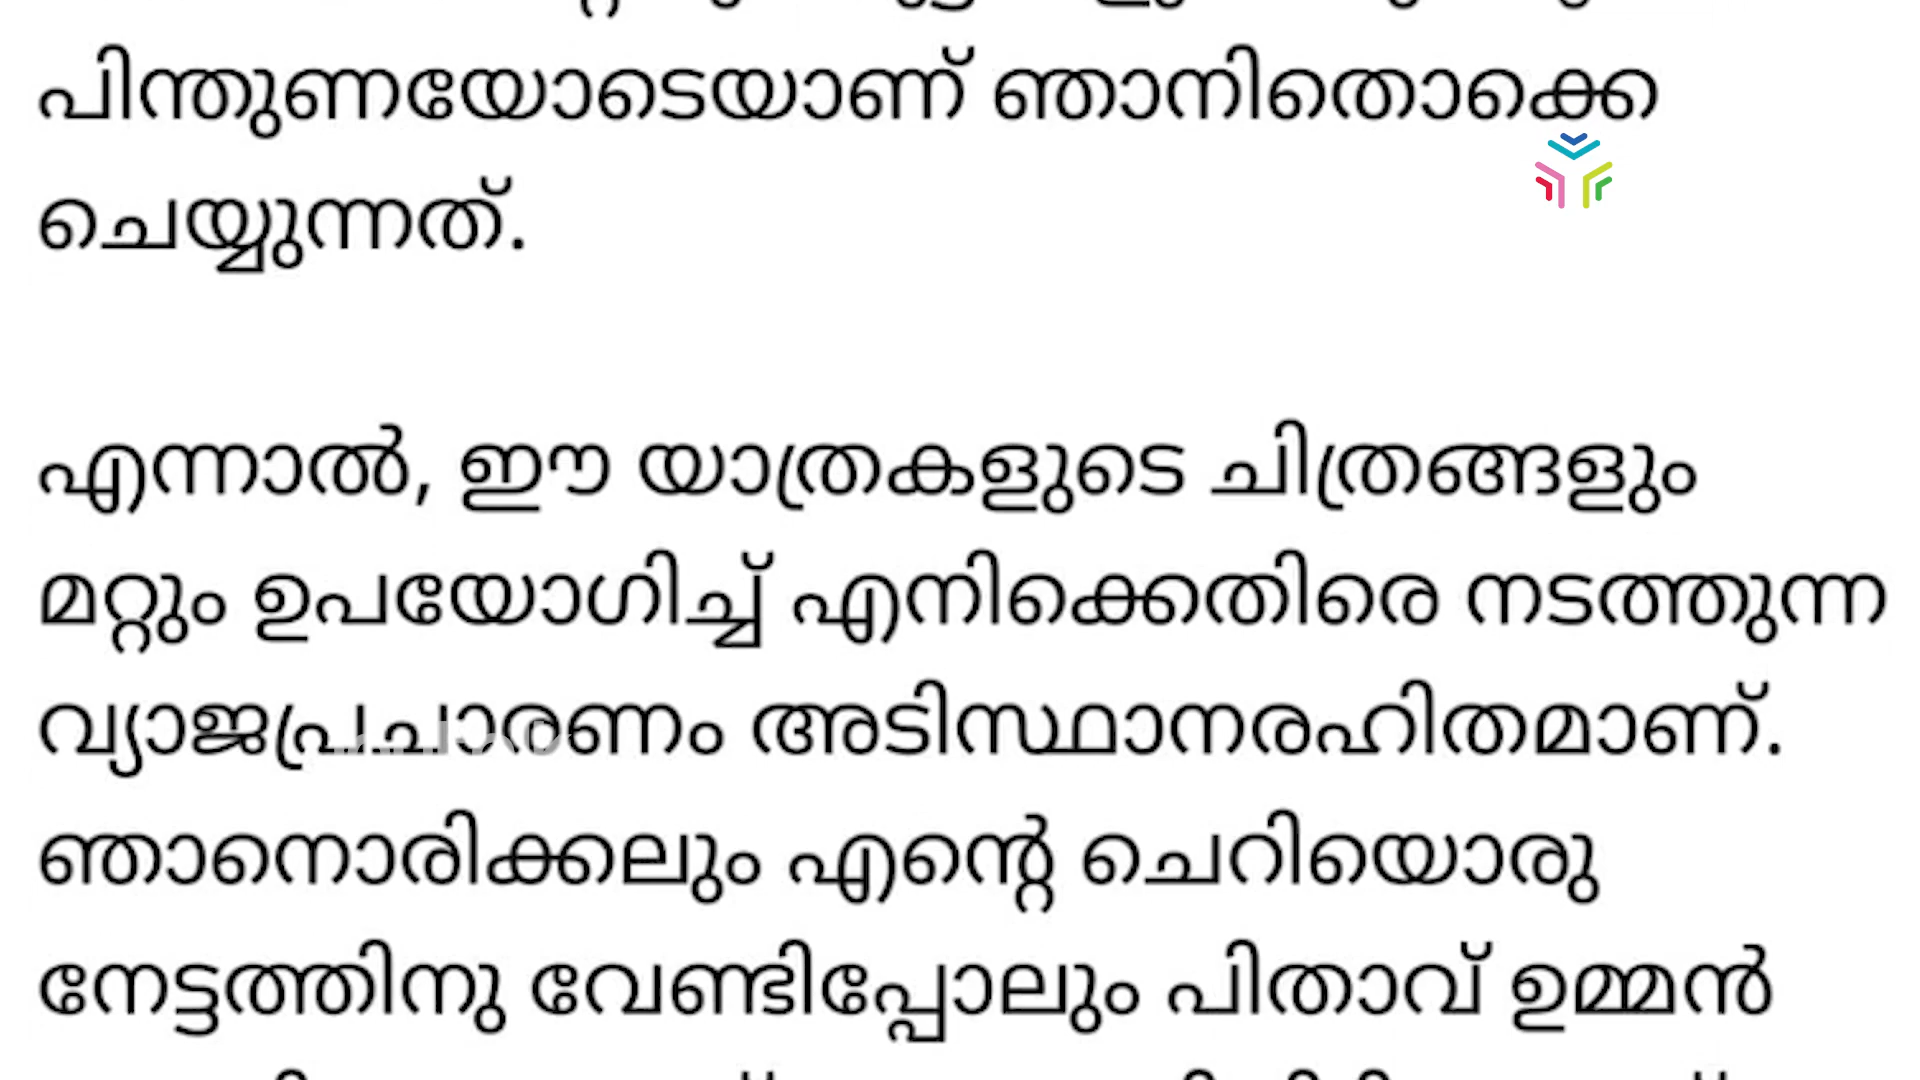 പിന്തുണയോടെയാണ് ഞാനിതൊക്കെ
ചെയ്യുന്നത്.
എന്നാൽ, ഈ യാത്രകളുടെ ചിത്രങ്ങളും
മറ്റും ഉപയോഗിച്ച് എനിക്കെതിരെ നടത്തുന്ന
വ്യാജപ്രചാരണം അടിസ്ഥാനരഹിതമാണ്.
ഞാനൊരിക്കലും എന്റെ ചെറിയൊരു
നേട്ടത്തിനു വേണ്ടിപ്പോലും പിതാവ് ഉമ്മൻ